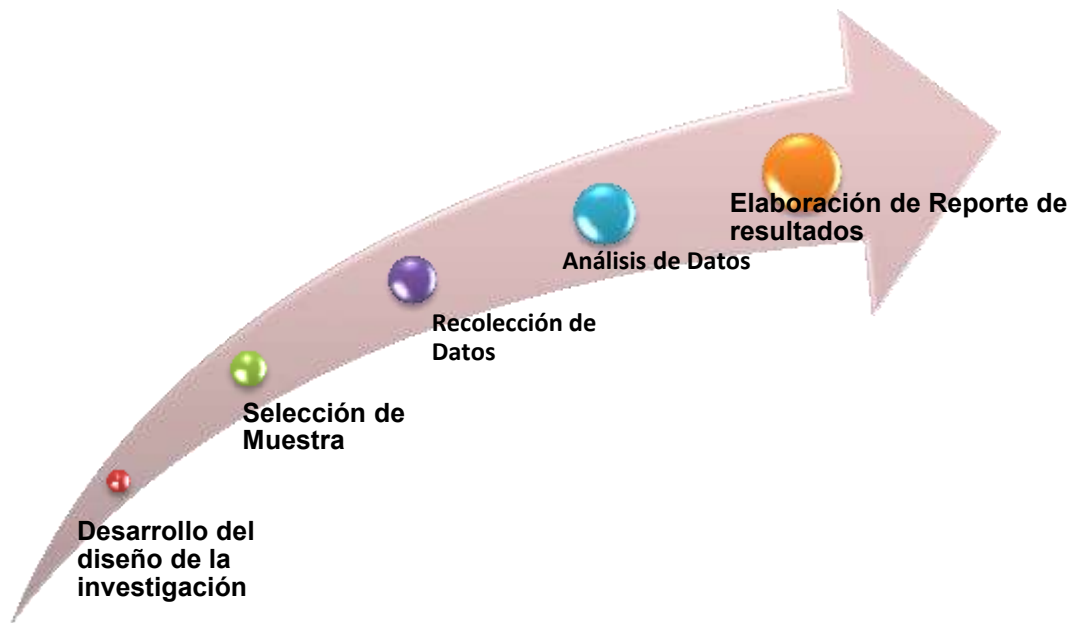 Desarrollo del
diseño de la
investigación
Selección de
Muestra
Recolección de
Datos
Análisis de Datos
Elaboración de Reporte de
resultados